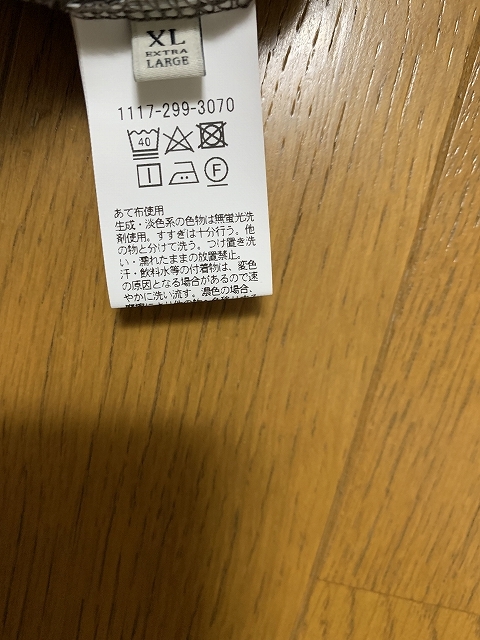 XL
EXTRA
LARGE
1117-299-3070
40
F
あて布使用
生成・淡色系の色物は無蛍光洗
剤使用。すすぎは十分行う。他
の物と分けて洗う。つけ置き洗
い・濡れたままの放置禁止。
汗・飲料水等の付着物は、変色
の原因となる場合があるので速
やかに洗い流す。濃色の場合、